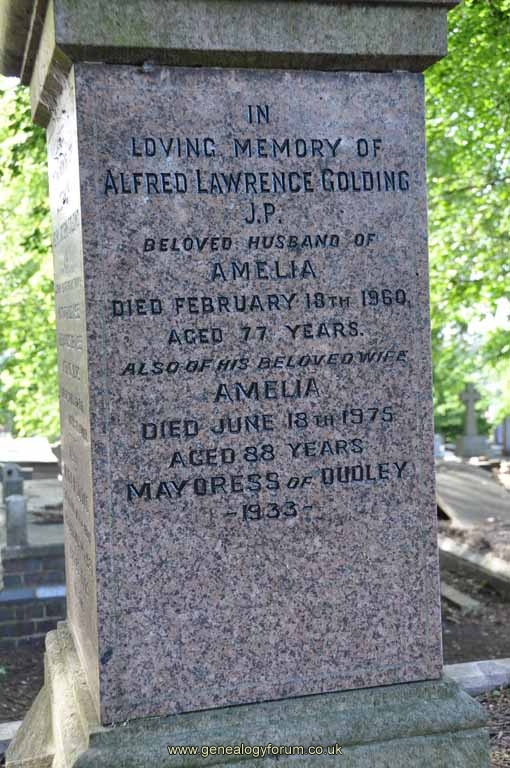 IN
LOVING MEMORY OF
ALFRED LAWRENCE GOLDING
J.P.
BELOVED HUSBAND OF
AMELIA
DIED FEBRUARY 18TH 1960,
AGED 77 YEARS.
ALSO OF HIS BELOVED WIFE
AMELIA
DIED JUNE 18TH 1975
AGED 88 YEARS
MAYORESS OF DUDLEY
-1933-
www.genealogyforum.co.uk